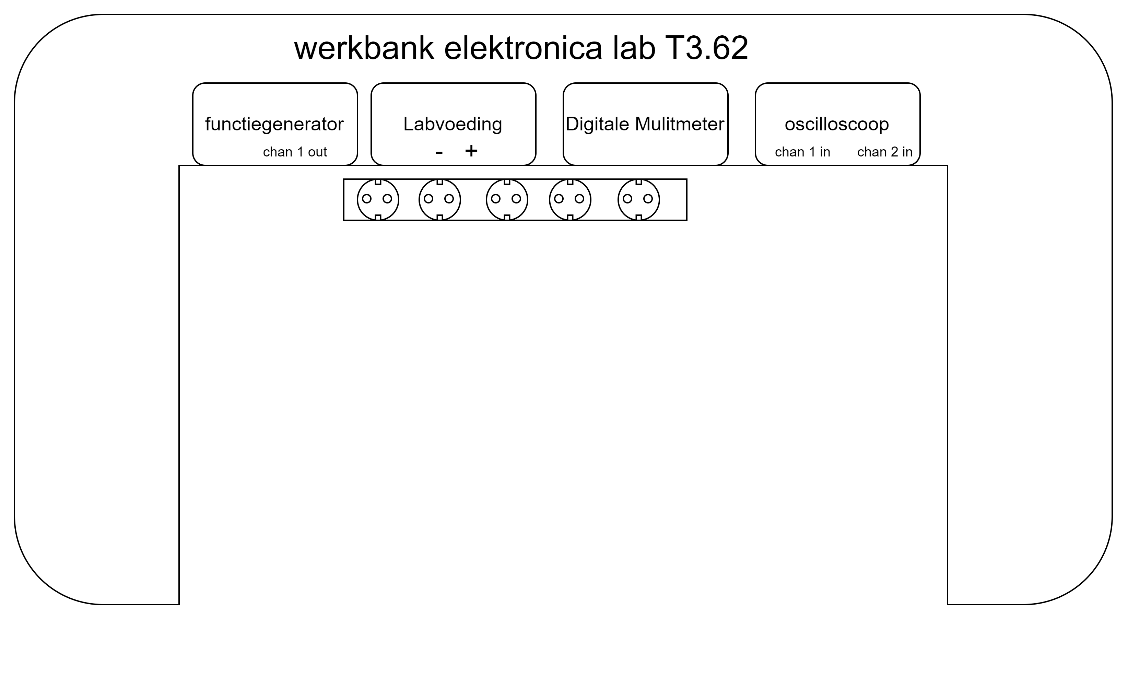 werkbank elektronica lab T3.62
functiegenerator
chan 1 out
Labvoeding
- +
Digitale Mulitmeter
oscilloscoop
chan 1 in chan 2 in